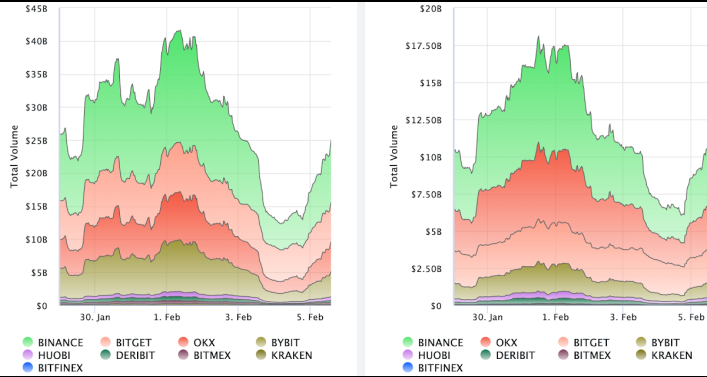 $45B
$40B
$35B
$30B
$25B
$20B
$15B
$10B
$5B
$0
Total Volume
30. Jan 1. Feb 3. Feb 5. Feb
BINANCE BITGET OKX BYBIT
HUOBI DERIBIT BITMEX KRAKEN
BITFINEX
$20B
$17.50B
$15B
$12.50B
$10B
$7.50B
$5B
$2.50B
$0
Total Volume
30. Jan 1. Feb 3. Feb 5. Feb
BINANCE OKX BITGET BYBIT
HUOBI DERIBIT BITMEX KRAKEN
BITFINEX